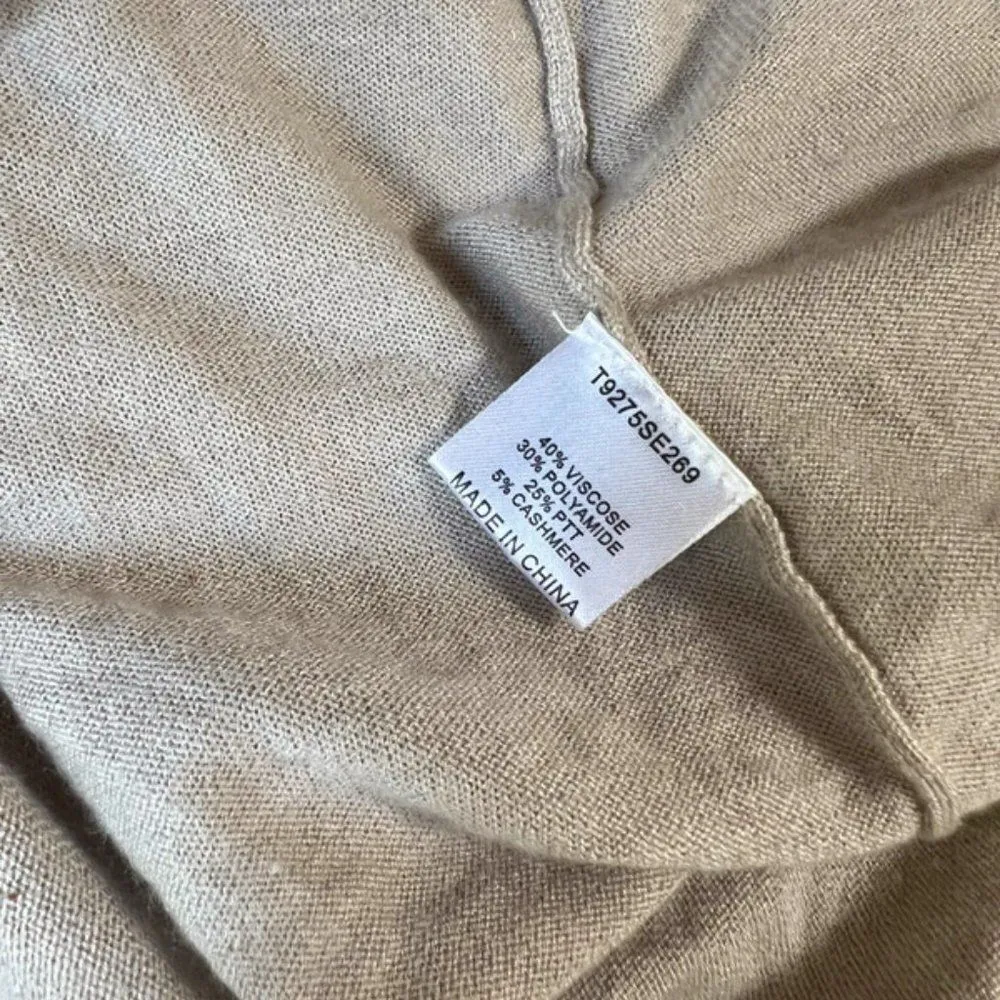 T9275SE269
40% VISCOSE
30% POLYAMIDE
25% PTT
5% CASHMERE
MADE IN CHINA